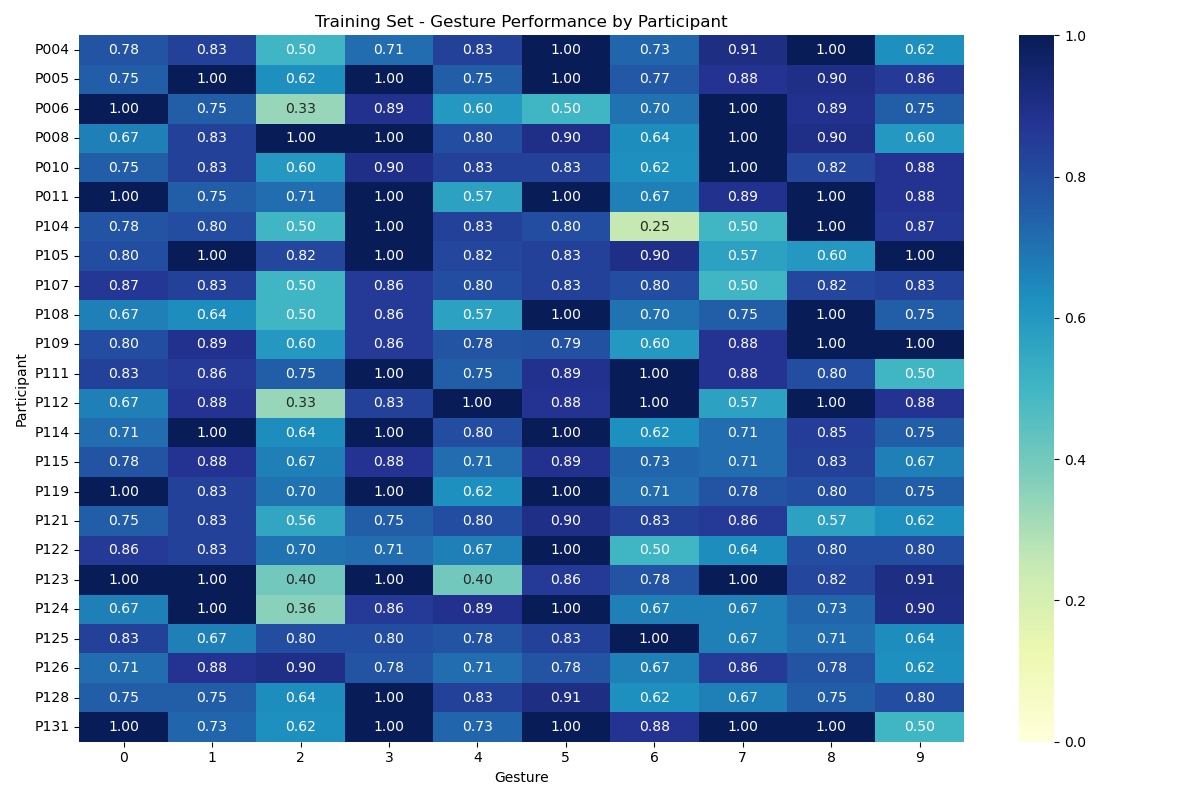 Training Set - Gesture Performance by Participant
P004 0.78 0.83 0.50 0.71 0.83 1.00 0.73 0.91 1.00 0.62
P005 0.75 1.00 0.62 1.00 0.75 1.00 0.77 0.88 0.90 0.86
P006 1.00 0.75 0.33 0.89 0.60 0.50 0.70 1.00 0.89 0.75
P008 0.67 0.83 1.00 1.00 0.80 0.90 0.64 1.00 0.90 0.60
P010 0.75 0.83 0.60 0.90 0.83 0.83 0.62 1.00 0.82 0.88
P011 1.00 0.75 0.71 1.00 0.57 1.00 0.67 0.89 1.00 0.88
P104 0.78 0.80 0.50 1.00 0.83 0.80 0.25 0.50 1.00 0.87
P105 0.80 1.00 0.82 1.00 0.82 0.83 0.90 0.57 0.60 1.00
P107 0.87 0.83 0.50 0.86 0.80 0.83 0.80 0.50 0.82 0.83
P108 0.67 0.64 0.50 0.86 0.57 1.00 0.70 0.75 1.00 0.75
P109 0.80 0.89 0.60 0.86 0.78 0.79 0.60 0.88 1.00 1.00
P111 0.83 0.86 0.75 1.00 0.75 0.89 1.00 0.88 0.80 0.50
P112 0.67 0.88 0.33 0.83 1.00 0.88 1.00 0.57 1.00 0.88
P114 0.71 1.00 0.64 1.00 0.80 1.00 0.62 0.71 0.85 0.75
P115 0.78 0.88 0.67 0.88 0.71 0.89 0.73 0.71 0.83 0.67
P119 1.00 0.83 0.70 1.00 0.62 1.00 0.71 0.78 0.80 0.75
P121 0.75 0.83 0.56 0.75 0.80 0.90 0.83 0.86 0.57 0.62
P122 0.86 0.83 0.70 0.71 0.67 1.00 0.50 0.64 0.80 0.80
P123 1.00 1.00 0.40 1.00 0.40 0.86 0.78 1.00 0.82 0.91
P124 0.67 1.00 0.36 0.86 0.89 1.00 0.67 0.67 0.73 0.90
P125 0.83 0.67 0.80 0.80 0.78 0.83 1.00 0.67 0.71 0.64
P126 0.71 0.88 0.90 0.78 0.71 0.78 0.67 0.86 0.78 0.62
P128 0.75 0.75 0.64 1.00 0.83 0.91 0.62 0.67 0.75 0.80
P131 1.00 0.73 0.62 1.00 0.73 1.00 0.88 1.00 1.00 0.50
0 1 2 3 4 5 6 7 8 9
Gesture
Participant
1.0
0.8
0.6
0.4
0.2
0.0